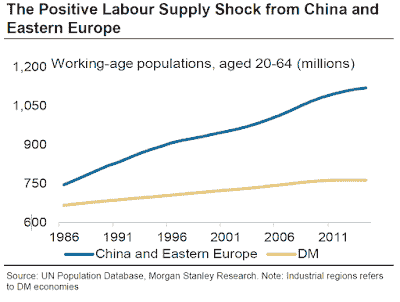 The Positive Labour Supply Shock from China and
Eastern Europe
Working-age populations, aged 20-64 (millions)
1,200
1,050
900
750
600
1986 1991 1996 2001 2006 2011
China and Eastern Europe DM
Source: UN Population Database, Morgan Stanley Research. Note: Industrial regions refers
to DM economies